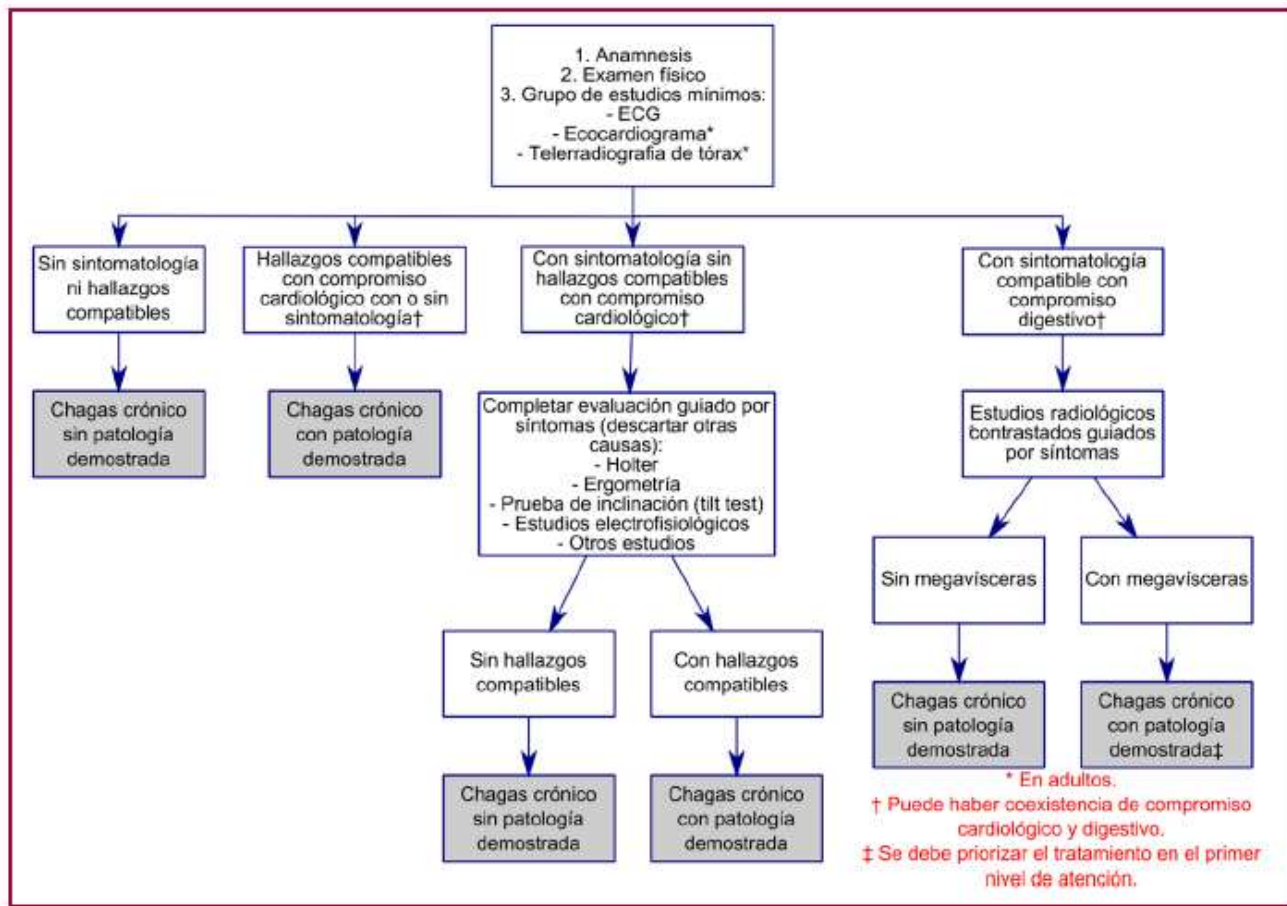 1. Anamnesis
2. Examen físico
3. Grupo de estudios mínimos:
- ECG
- Ecocardiograma*
- Telerradiografía de tórax*
Sin sintomatología
ni hallazgos
compatibles
Hallazgos compatibles
con compromiso
cardiológico con o sin
sintomatología†
Con sintomatología sin
hallazgos compatibles
con compromiso
cardiológico†
Con sintomatología
compatible con
compromiso
digestivo†
Chagas crónico
sin patología
demostrada
Chagas crónico
con patología
demostrada
Completar evaluación guiado por
síntomas (descartar otras
causas):
- Holter
- Ergometría
- Prueba de inclinación (tilt test)
- Estudios electrofisiológicos
- Otros estudios
Estudios radiológicos
contrastados guiados
por síntomas
Sin megavísceras
Con megavísceras
Sin hallazgos
compatibles
Con hallazgos
compatibles
Chagas crónico
sin patología
demostrada
Chagas crónico
con patología
demostrada‡
Chagas crónico
sin patología
demostrada
Chagas crónico
con patología
demostrada
* En adultos.
† Puede haber coexistencia de compromiso
cardiológico y digestivo.
‡ Se debe priorizar el tratamiento en el primer
nivel de atención.